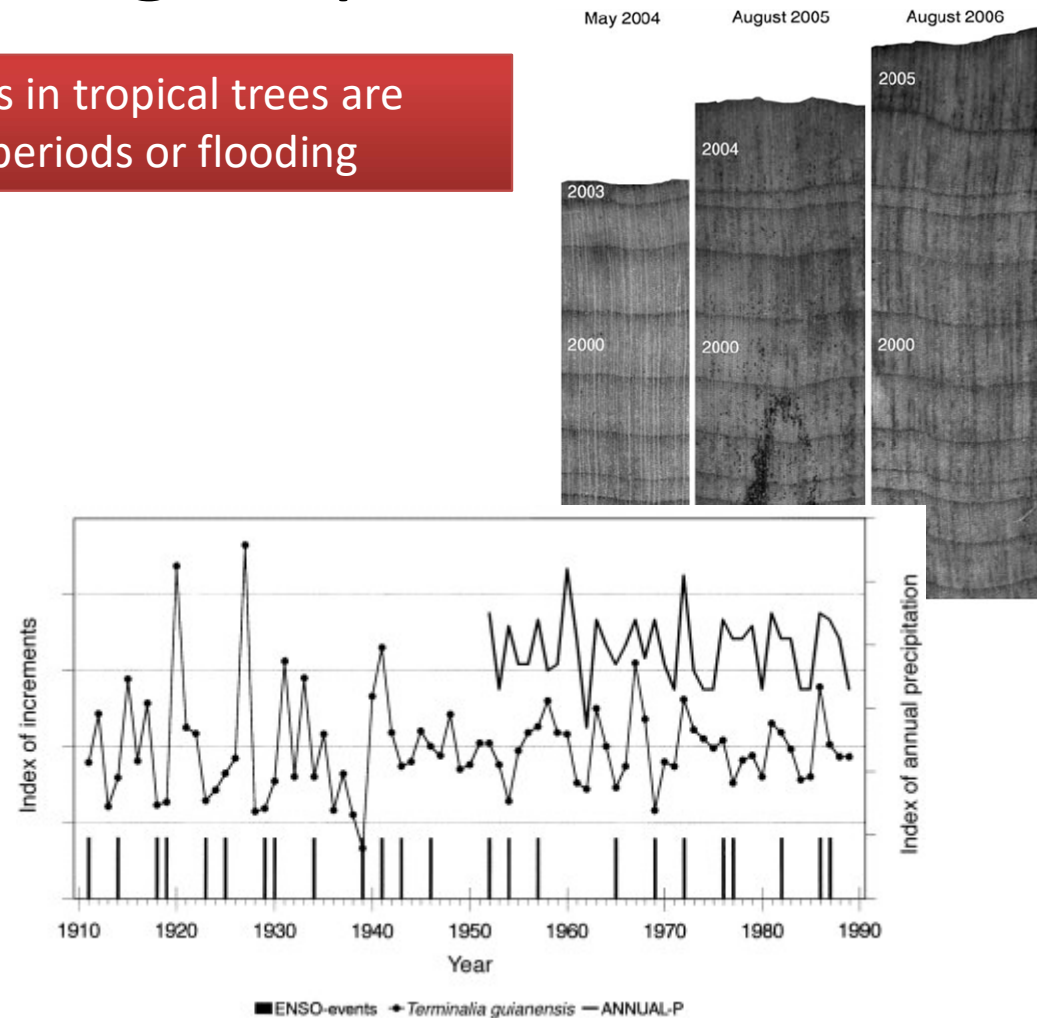 s in tropical trees are
periods or flooding
May 2004
August 2005
August 2006
2003
2000
2004
2000
2005
2000
Index of increments
Index of annual precipitation
1910 1920 1930 1940 1950 1960 1970 1980 1990
Year
ENSO-events Terminalia guianensis ANNUAL-P